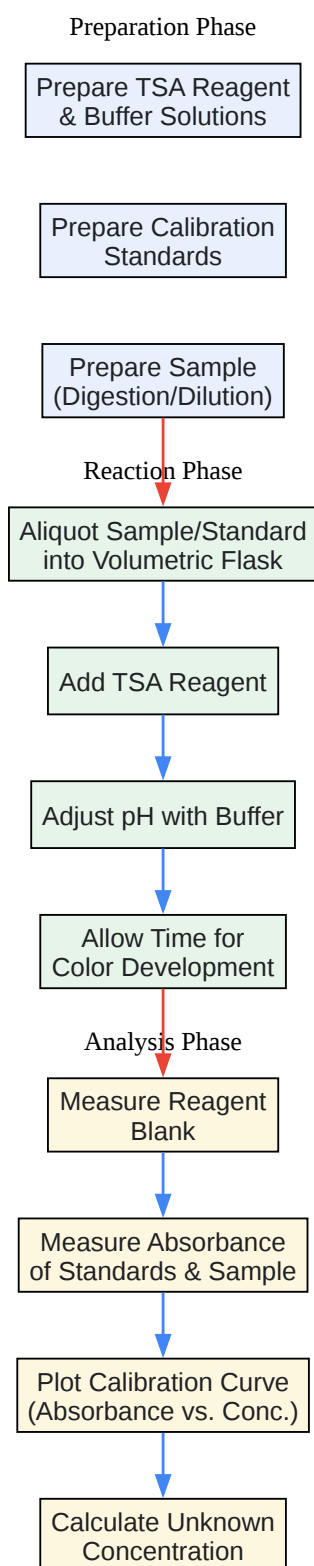 Preparation Phase
Prepare TSA Reagent
& Buffer Solutions
Prepare Calibration
Standards
Prepare Sample
(Digestion/Dilution)
Reaction Phase
Aliquot Sample/Standard
into Volumetric Flask
Add TSA Reagent
Adjust pH with Buffer
Allow Time for
Color Development
Analysis Phase
Measure Reagent
Blank
Measure Absorbance
of Standards & Sample
Plot Calibration Curve
(Absorbance vs. Conc.)
Calculate Unknown
Concentration